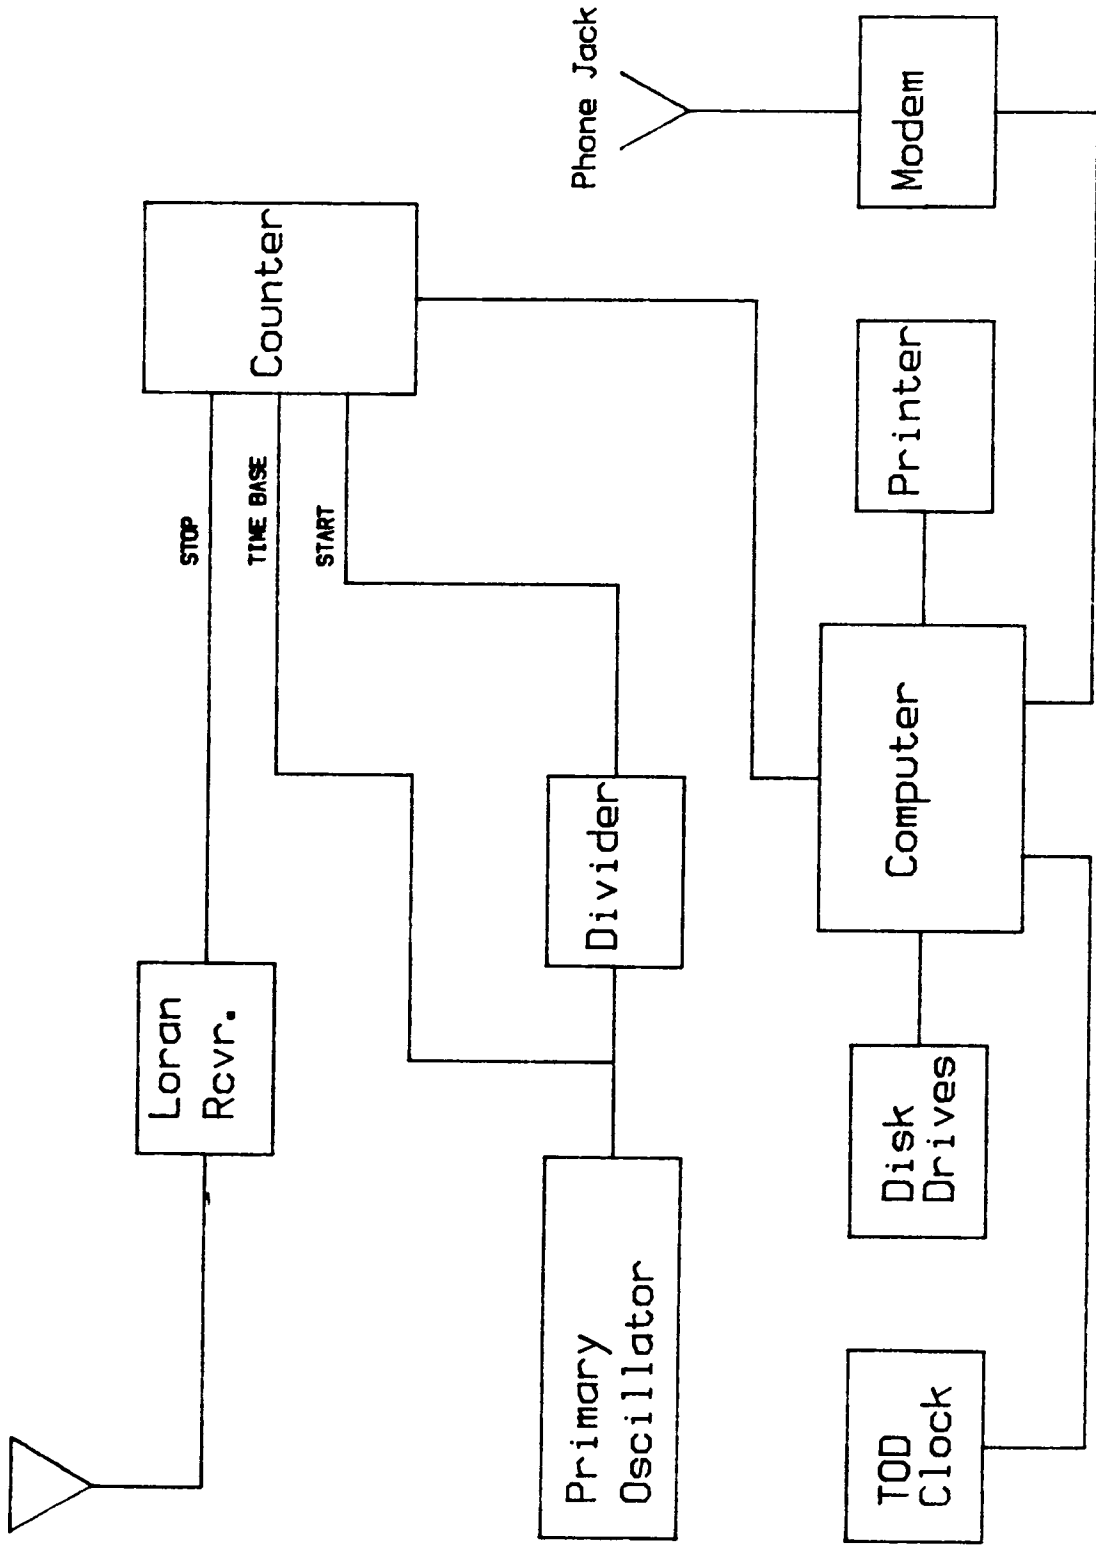 Loran
Rcvr.
STOP
TIME BASE
START
Counter
Primary
Oscillator
Divider
Phone Jack
TOD
Clock
Disk
Drives
Computer
Printer
Modem